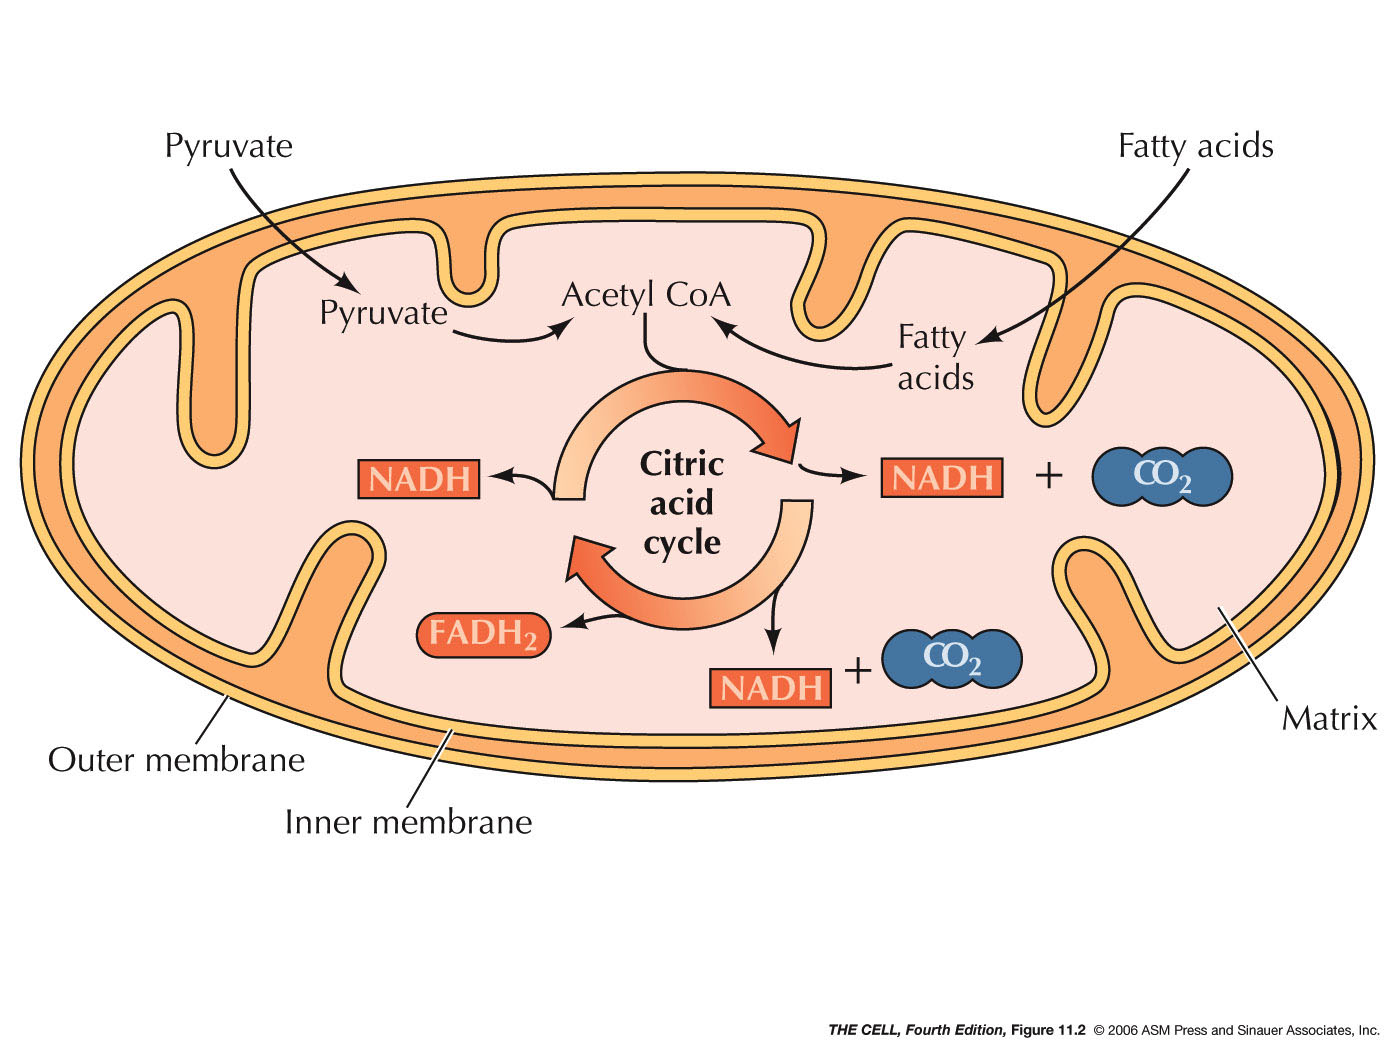 Pyruvate
Fatty acids
Pyruvate
Acetyl CoA
Fatty
acids
Citric
acid
cycle
NADH
NADH + CO₂
FADH₂
NADH + CO₂
Matrix
Outer membrane
Inner membrane
THE CELL, Fourth Edition, Figure 11.2 © 2006 ASM Press and Sinauer Associates, Inc.